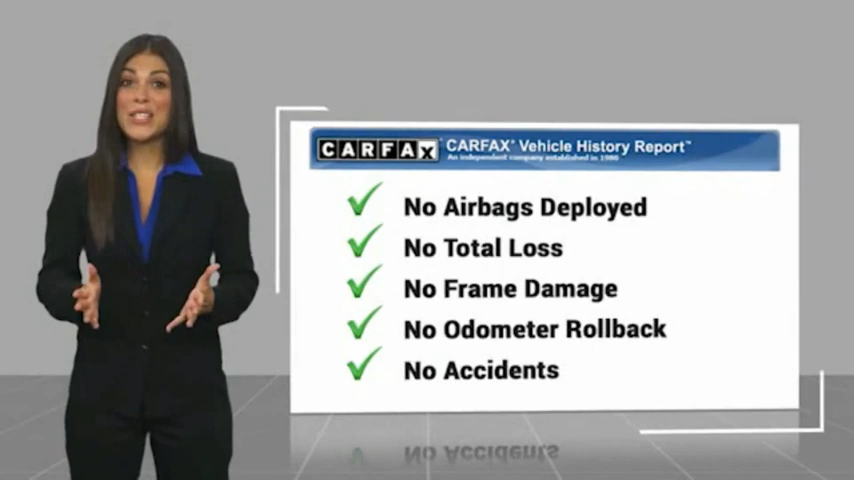 CARFAX CARFAX® Vehicle History Report™
An independent company established in 1986
No Airbags Deployed
No Total Loss
No Frame Damage
No Odometer Rollback
No Accidents
No Accidents